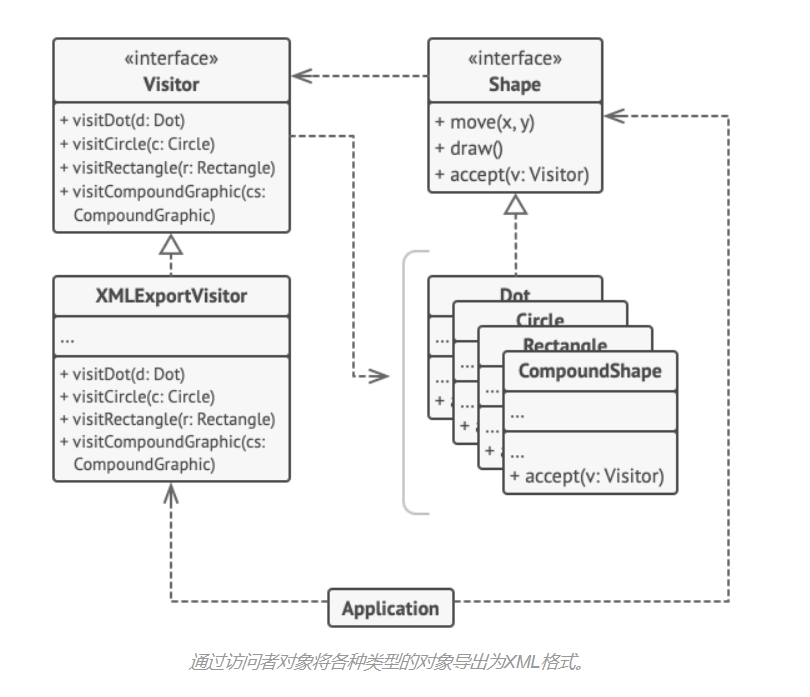 «interface»
Visitor
+ visitDot(d: Dot)
+ visitCircle(c: Circle)
+ visitRectangle(r: Rectangle)
+ visitCompoundGraphic(cs:
CompoundGraphic)
«interface»
Shape
+ move(x, y)
+ draw()
+ accept(v: Visitor)
XMLExportVisitor
...
+ visitDot(d: Dot)
+ visitCircle(c: Circle)
+ visitRectangle(r: Rectangle)
+ visitCompoundGraphic(cs:
CompoundGraphic)
Dot
...
...
+
Circle
...
...
+
Rectangle
...
...
+
CompoundShape
...
...
+ accept(v: Visitor)
Application
通过访问者对象将各种类型的对象导出为XML格式。